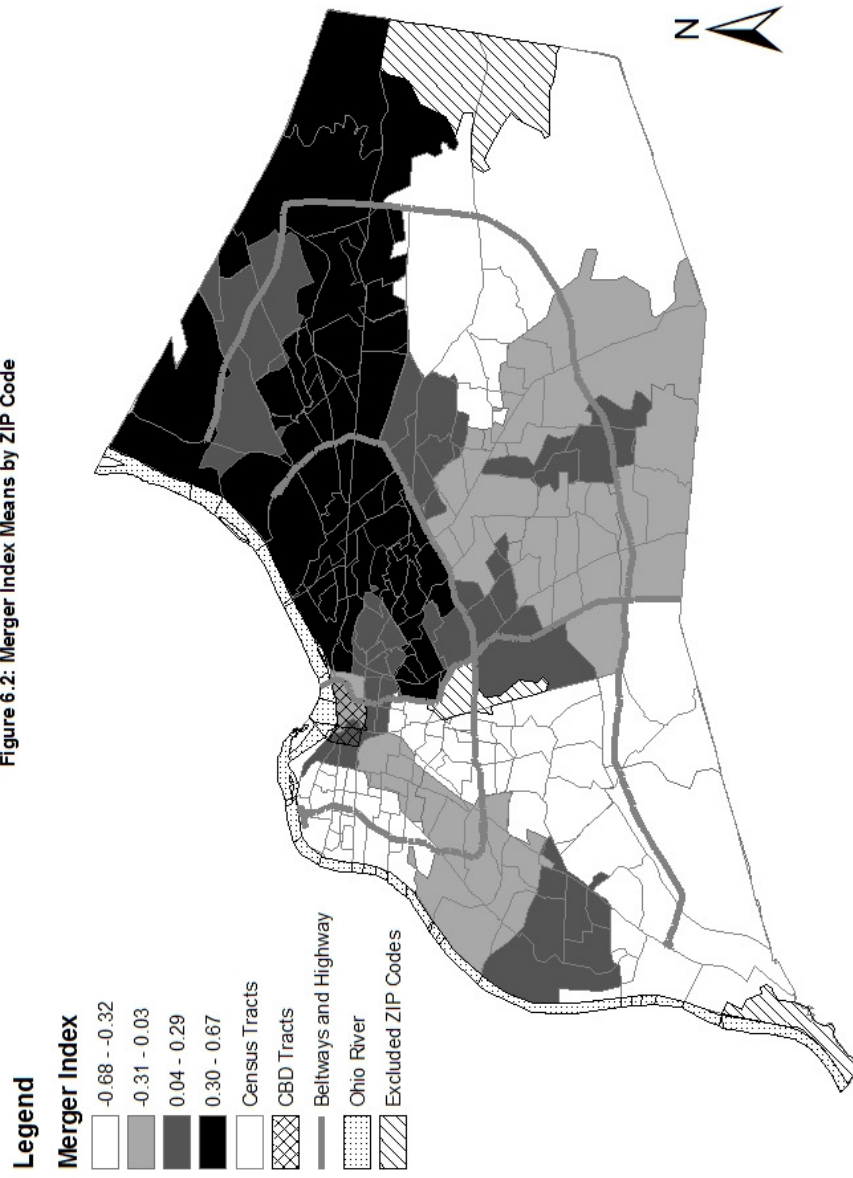 Figure 6.2: Merger Index Means by ZIP Code
Legend
Merger Index
-0.68 - -0.32
-0.31 - 0.03
0.04 - 0.29
0.30 - 0.67
Census Tracts
CBD Tracts
Beltways and Highway
Ohio River
Excluded ZIP Codes
N